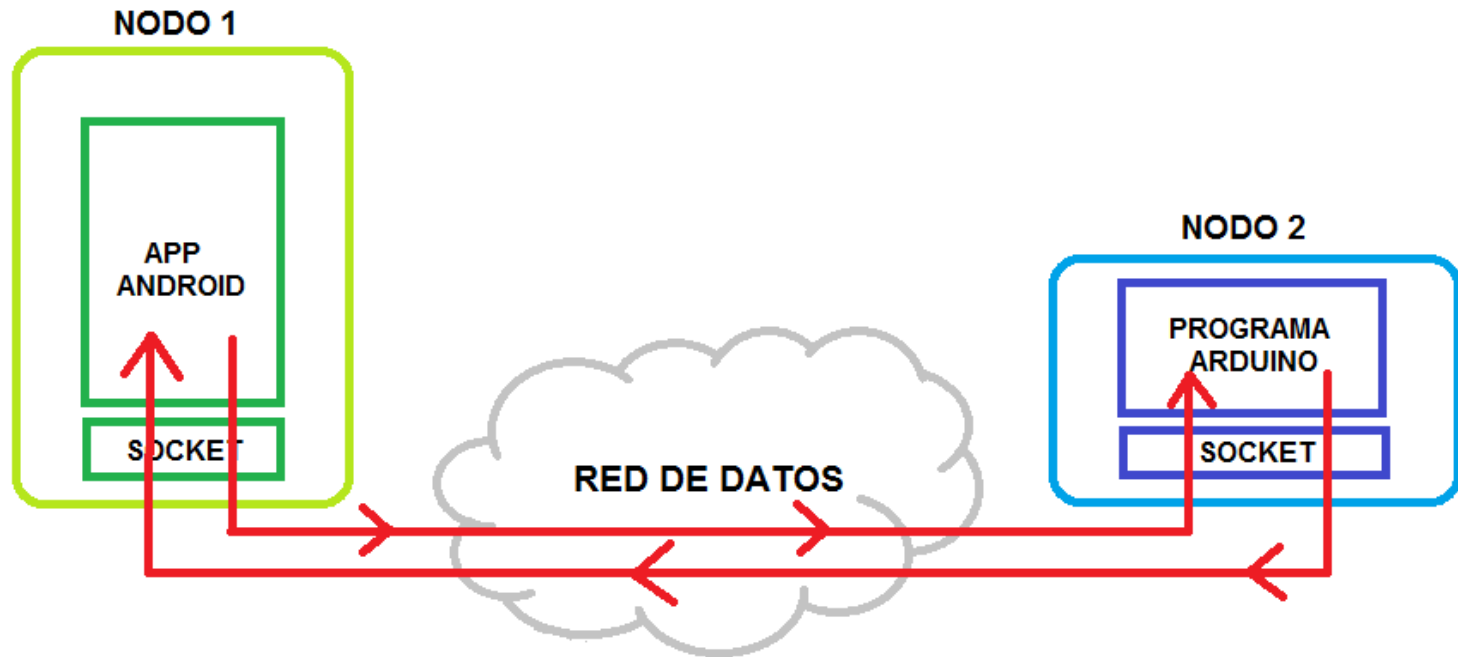 NODO 1
APP
ANDROID
SOCKET
RED DE DATOS
NODO 2
PROGRAMA
ARDUINO
SOCKET